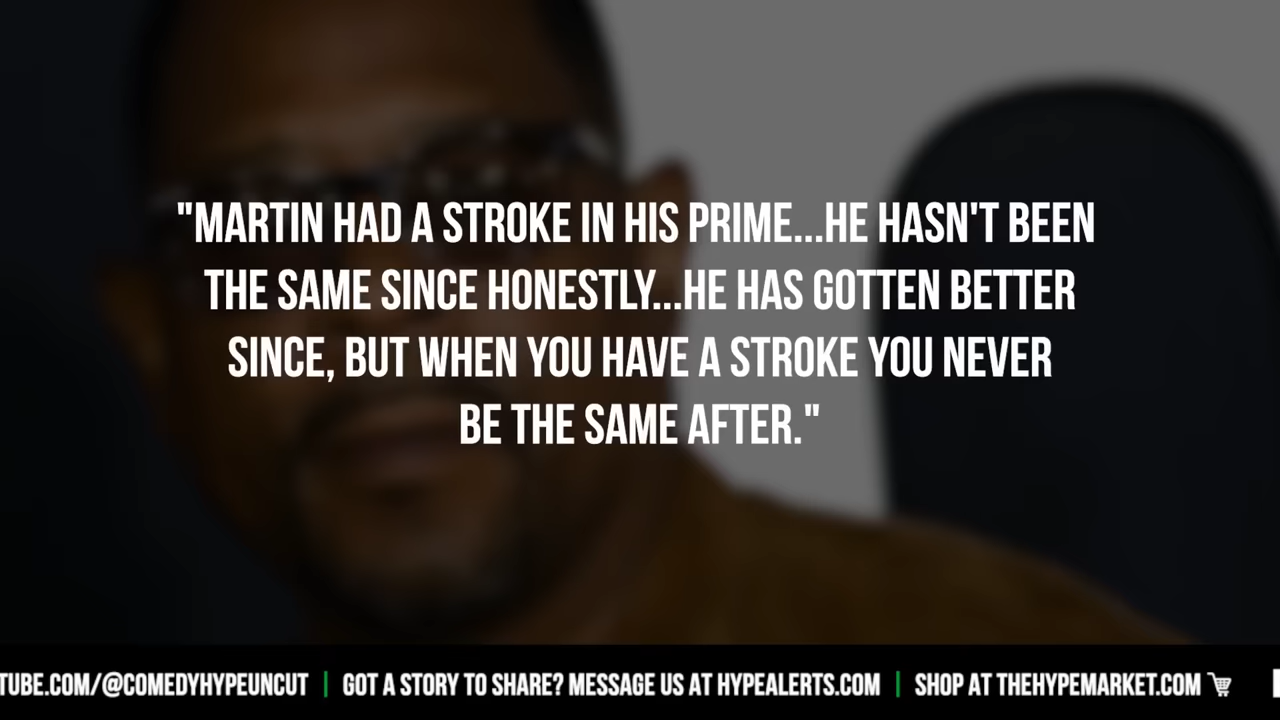 "MARTIN HAD A STROKE IN HIS PRIME...HE HASN'T BEEN
THE SAME SINCE HONESTLY...HE HAS GOTTEN BETTER
SINCE, BUT WHEN YOU HAVE A STROKE YOU NEVER
BE THE SAME AFTER."
TUBE.COM/@COMEDYHYPEUNCUT | GOT A STORY TO SHARE? MESSAGE US AT HYPEALERTS.COM | SHOP AT THEHYPEMARKET.COM